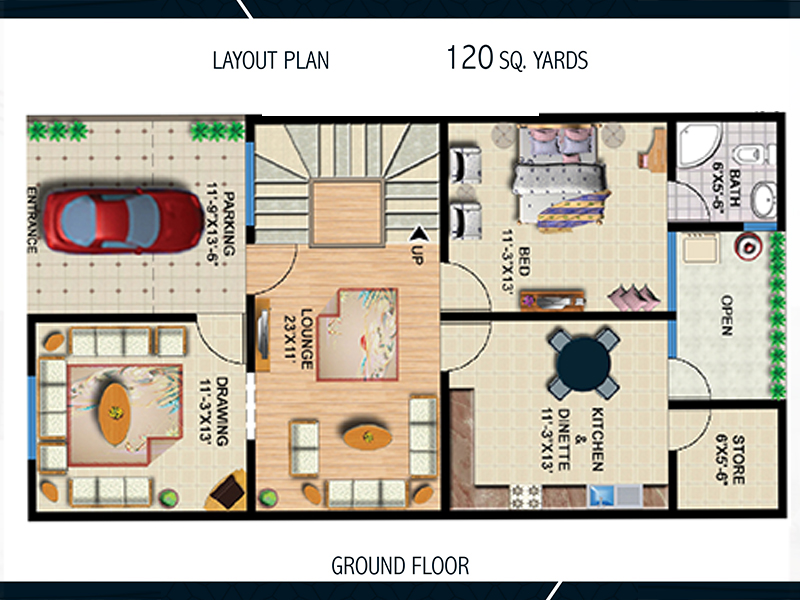 LAYOUT PLAN
120 SQ. YARDS
ENTRANCE
PARKING
11'-9"X13'-6"
UP
LOUNGE
23'X11'
DRAWING
11'-3"X13'
BED
11'-3"X13'
BATH
6'X5'-6"
OPEN
KITCHEN
&
DINETTE
11'-3"X13'
STORE
6'X5'-6"
GROUND FLOOR